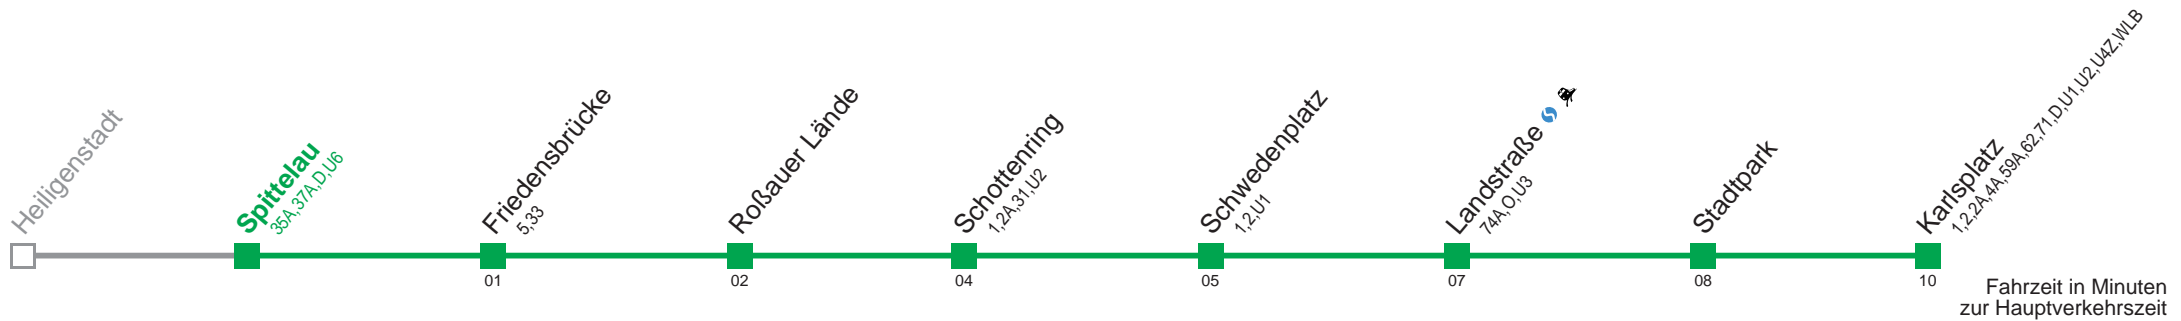 Heiligenstadt
Spittelau
35A,37A,D,U6
Friedensbrücke
5,33
01
Roßauer Lände
02
Schottenring
1,2A,31,U2
04
Schwedenplatz
1,2,U1
05
Landstraße
74A,O,U3
07
Stadtpark
08
Karlsplatz
1,2,2A,4A,59A,62,71,D,U1,U2,U4Z,WLB
10
Fahrzeit in Minuten
zur Hauptverkehrszeit